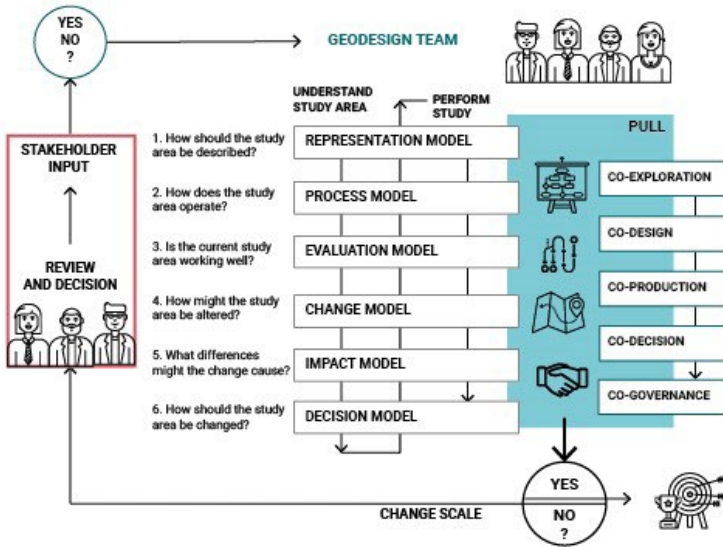 YES
NO
?
GEODESIGN TEAM
UNDERSTAND
STUDY AREA
PERFORM
STUDY
PULL
STAKEHOLDER
INPUT
REVIEW
AND DECISION
1. How should the study
area be described?
REPRESENTATION MODEL
2. How does the study
area operate?
PROCESS MODEL
3. Is the current study
area working well?
EVALUATION MODEL
4. How might the study
area be altered?
CHANGE MODEL
5. What differences
might the change cause?
IMPACT MODEL
6. How should the study
area be changed?
DECISION MODEL
CO-EXPLORATION
CO-DESIGN
CO-PRODUCTION
CO-DECISION
CO-GOVERNANCE
YES
NO
?
CHANGE SCALE